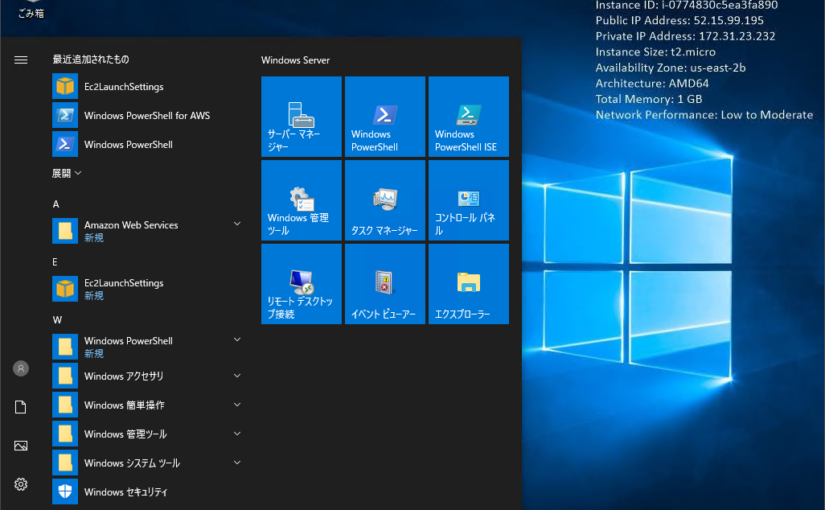 ごみ箱
Instance ID: i-0774830c5ea3fa890
Public IP Address: 52.15.99.195
Private IP Address: 172.31.23.232
Instance Size: t2.micro
Availability Zone: us-east-2b
Architecture: AMD64
Total Memory: 1 GB
Network Performance: Low to Moderate
最近追加されたもの
Ec2LaunchSettings
Windows PowerShell for AWS
Windows PowerShell
展開
A
Amazon Web Services
新規
E
Ec2LaunchSettings
新規
W
Windows PowerShell
新規
Windows アクセサリ
Windows 簡単操作
Windows 管理ツール
Windows システム ツール
Windows セキュリティ
Windows Server
サーバー マネー
ジャー
Windows
PowerShell
Windows
PowerShell ISE
Windows 管理
ツール
タスク マネージャー
コントロール パネ
ル
リモート デスクトッ
プ接続
イベント ビューアー
エクスプローラー